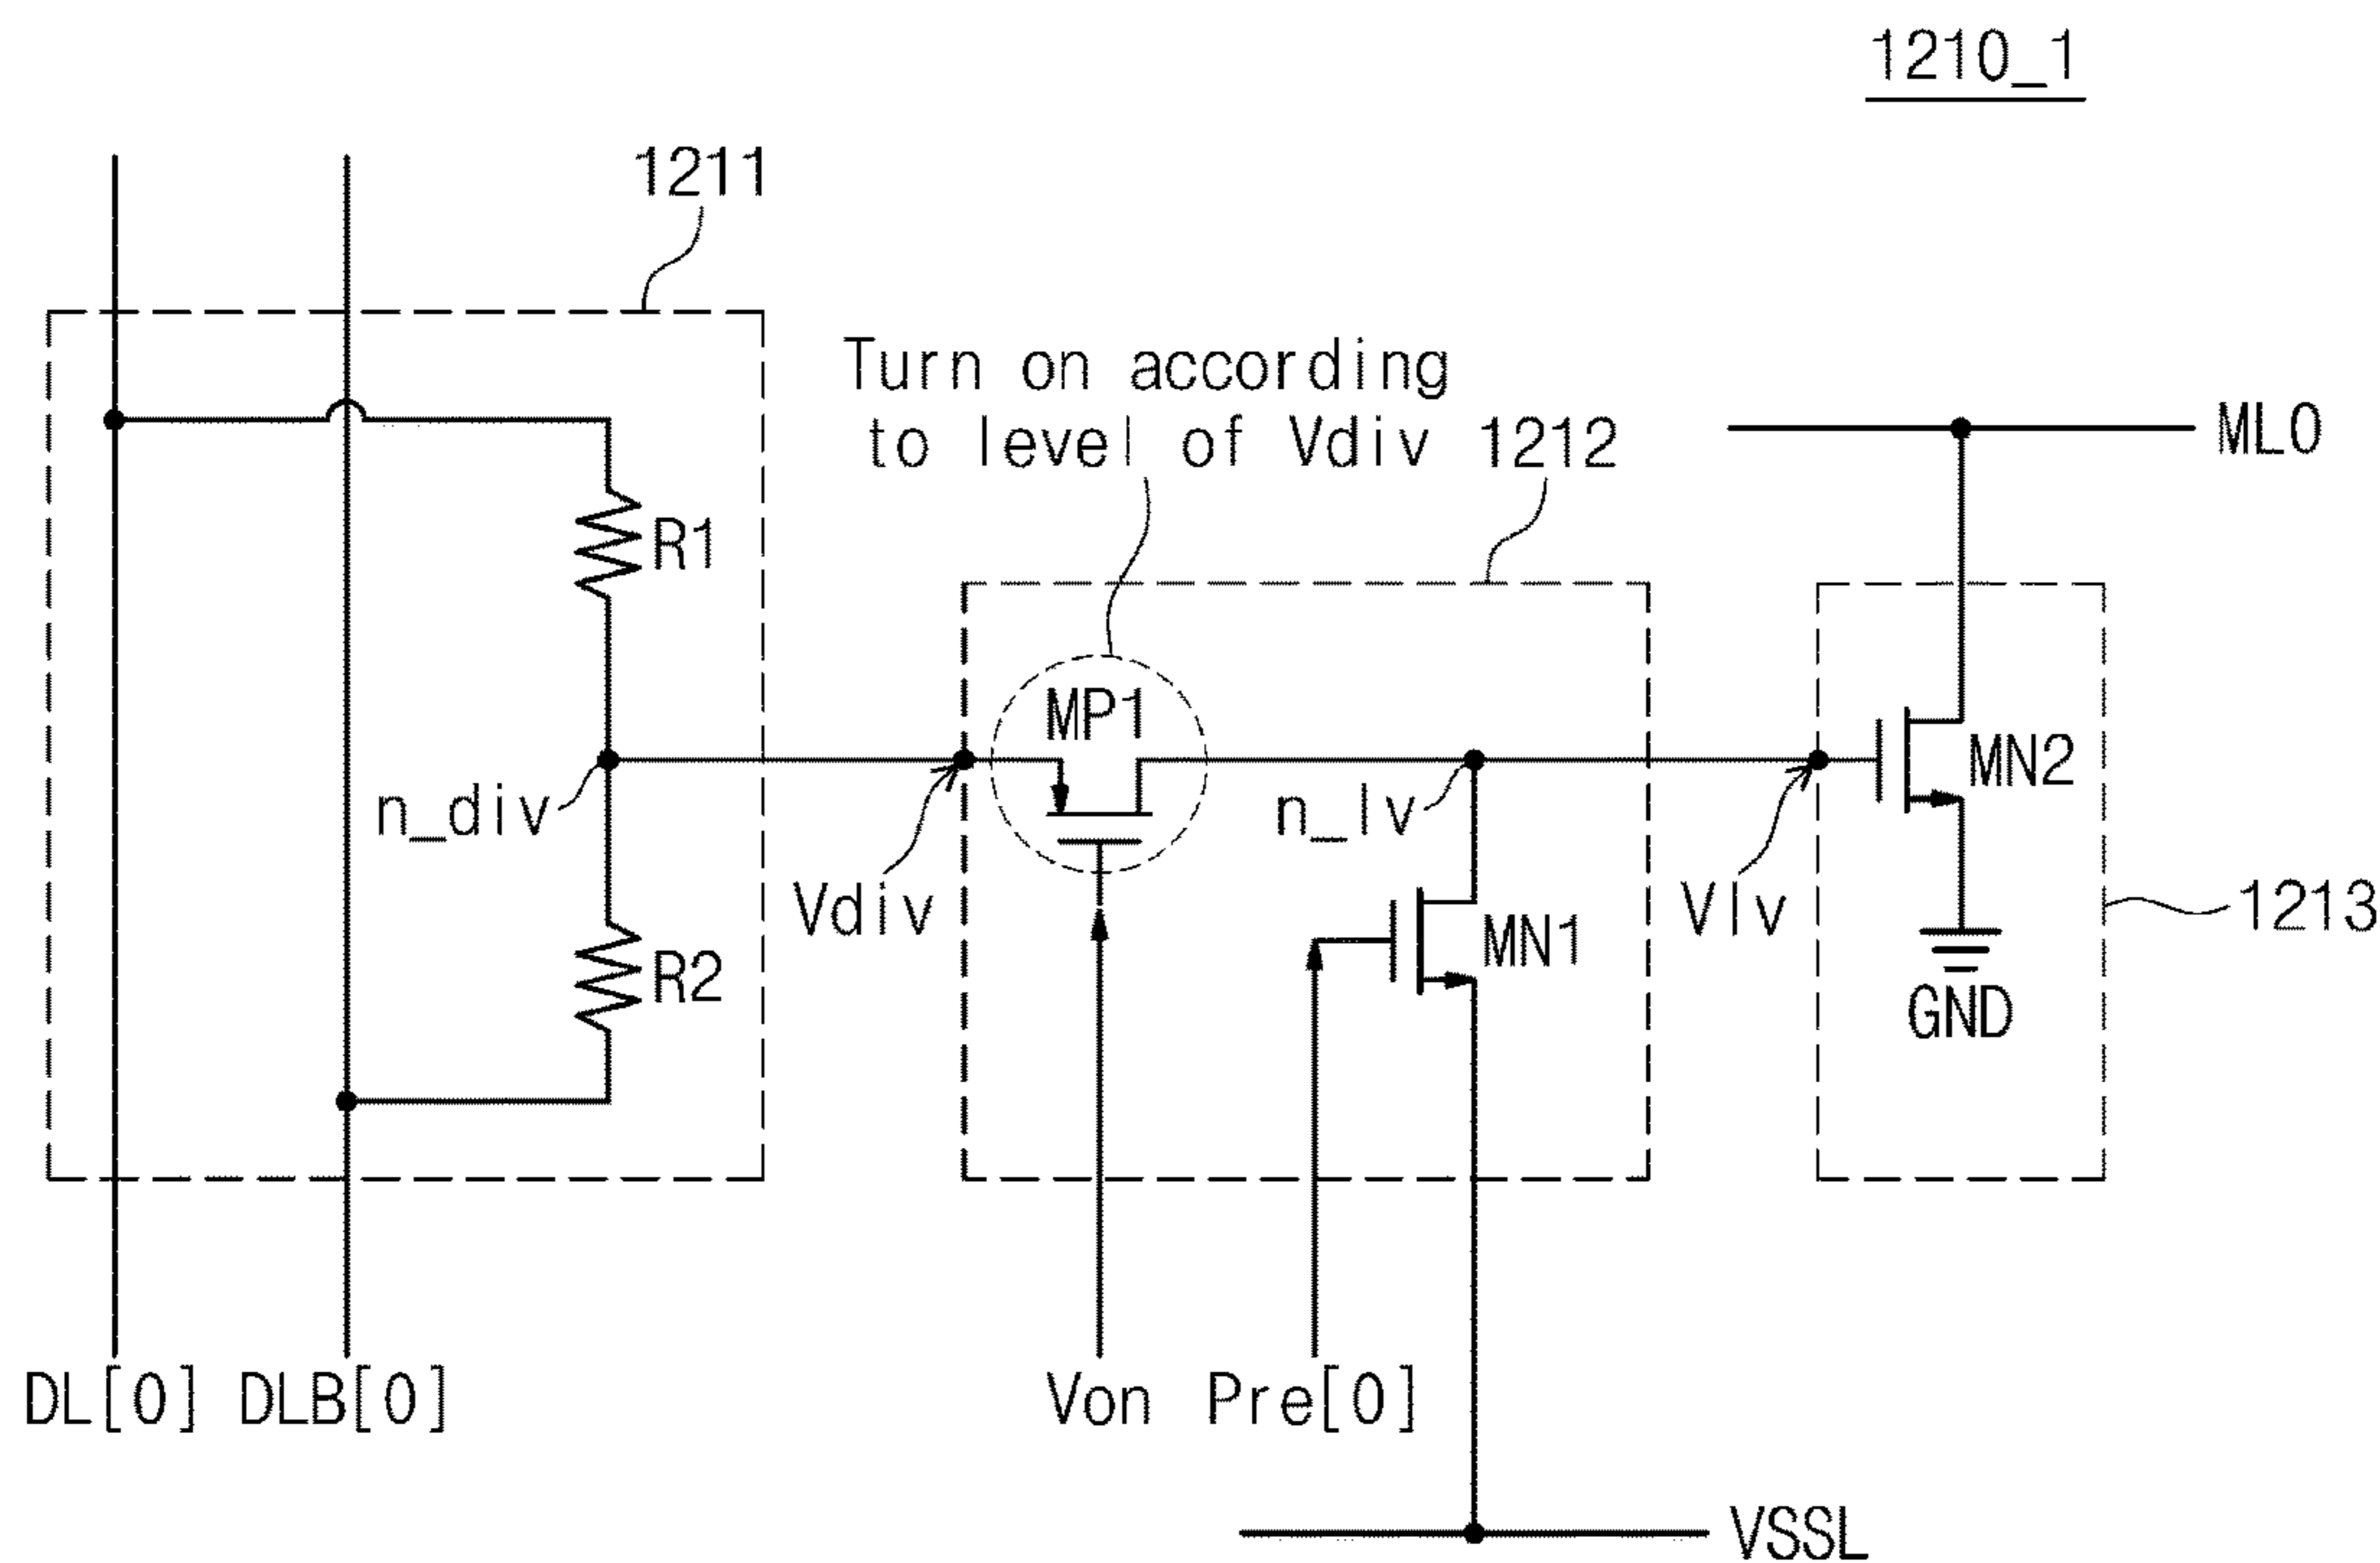 1210_1
1211
Turn on according
to level of Vdiv
1212
ML0
R1
MP1
MN2
n_div
n_lv
Vdiv
MN1
Vlv
1213
R2
GND
DL[0]
DLB[0]
Von
Pre[0]
VSSL